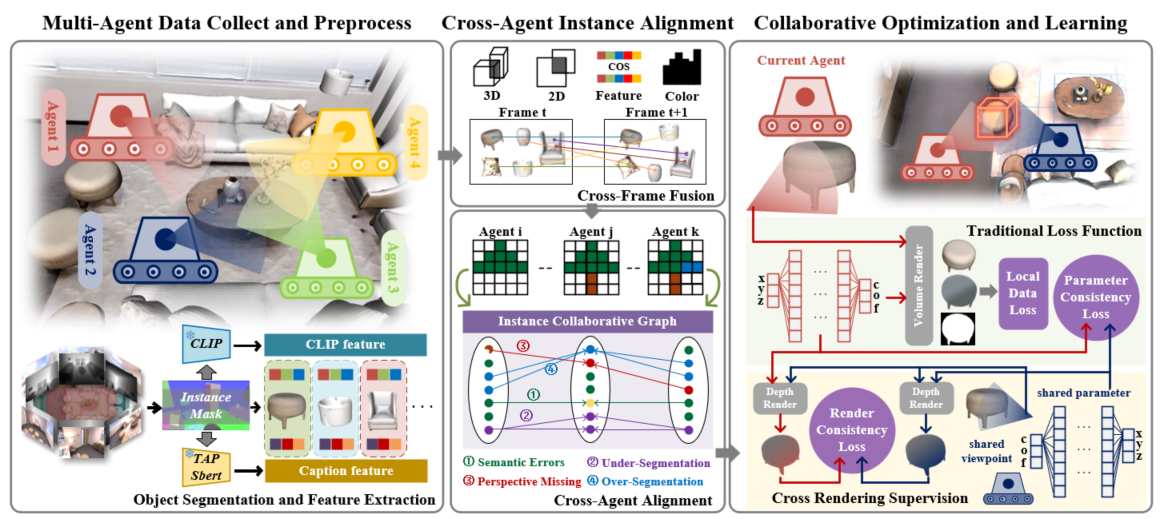 Multi-Agent Data Collect and Preprocess
Agent 1
Agent 4
Agent 2
Agent 3
CLIP
CLIP feature
Instance
Mask
TAP
Sbert
Caption feature
Object Segmentation and Feature Extraction
Cross-Agent Instance Alignment
3D
2D
COS
Feature
Color
Frame t
Frame t+1
Cross-Frame Fusion
Agent i
Agent j
Agent k
Instance Collaborative Graph
③
④
①
②
① Semantic Errors
② Under-Segmentation
③ Perspective Missing
④ Over-Segmentation
Cross-Agent Alignment
Collaborative Optimization and Learning
Current Agent
Traditional Loss Function
x
y
z
c
o
f
Volume Render
Local
Data
Loss
Parameter
Consistency
Loss
Depth
Render
Render
Consistency
Loss
Depth
Render
shared parameter
shared
viewpoint
c
o
f
x
y
z
Cross Rendering Supervision